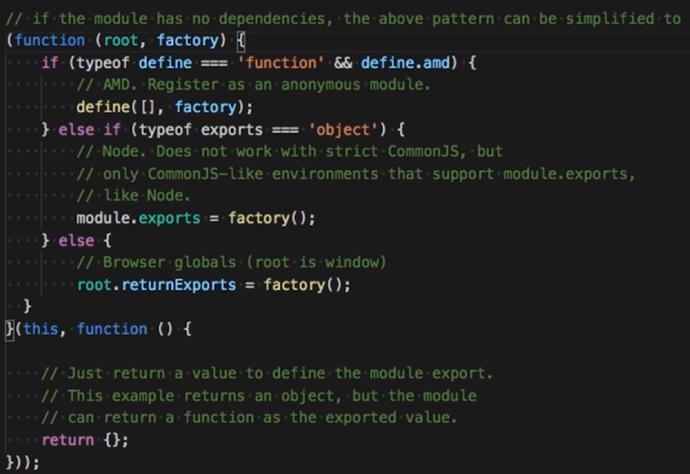 // if the module has no dependencies, the above pattern can be simplified to
(function (root, factory) {
    if (typeof define === 'function' && define.amd) {
        // AMD. Register as an anonymous module.
        define([], factory);
    } else if (typeof exports === 'object') {
        // Node. Does not work with strict CommonJS, but
        // only CommonJS-like environments that support module.exports,
        // like Node.
        module.exports = factory();
    } else {
        // Browser globals (root is window)
        root.returnExports = factory();
  }
}(this, function () {

    // Just return a value to define the module export.
    // This example returns an object, but the module
    // can return a function as the exported value.
    return {};
}));